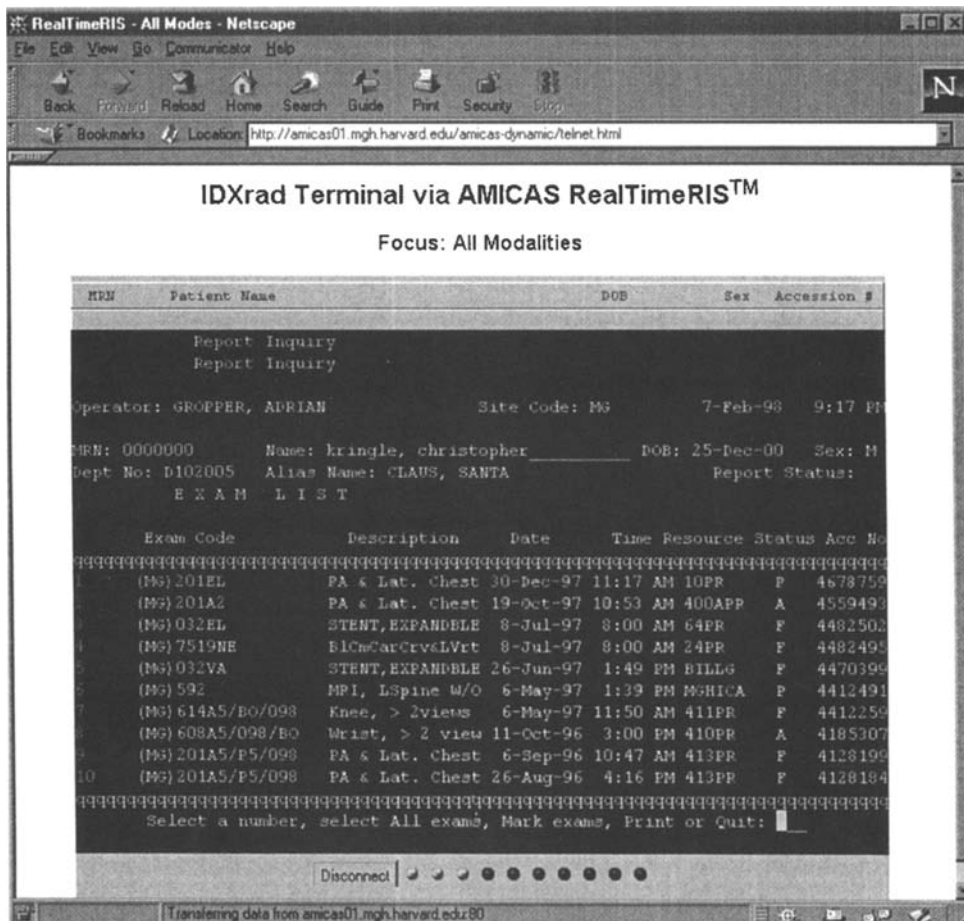 RealTimeRIS - All Modes - Netscape
File Edit View Go Communicator Help
Back Forward Reload Home Search Guide Print Security Stop
N
Bookmarks Location: http://amicas01.mgh.harvard.edu/amicas-dynamic/telnet.html
IDXrad Terminal via AMICAS RealTimeRIS™
Focus: All Modalities
MRN Patient Name DOB Sex Accession #
Report Inquiry
Report Inquiry
Operator: GROPPER, ADRIAN Site Code: MG 7-Feb-98 9:17 PM
MRN: 0000000 Name: kringle, christopher__________ DOB: 25-Dec-00 Sex: M
Dept No: D102005 Alias Name: CLAUS, SANTA Report Status:
E X A M L I S T
Exam Code Description Date Time Resource Status Acc No
1 (MG)201EL PA & Lat. Chest 30-Dec-97 11:17 AM 10PR P 4678759
2 (MG)201A2 PA & Lat. Chest 19-Oct-97 10:53 AM 400APR A 4559493
3 (MG)032EL STENT,EXPANDBLE 8-Jul-97 8:00 AM 64PR F 4482502
4 (MG)7519NE BlCmCarCrv&LVrt 8-Jul-97 8:00 AM 24PR F 4482495
5 (MG)032VA STENT,EXPANDBLE 26-Jun-97 1:49 PM BILLG F 4470399
6 (MG)592 MRI, LSpine W/O 6-May-97 1:39 PM MGHICA P 4412491
7 (MG)614A5/BO/098 Knee, > 2views 6-May-97 11:50 AM 411PR F 4412259
8 (MG)608A5/098/BO Wrist, > 2 view 11-Oct-96 3:00 PM 410PR A 4185307
9 (MG)201A5/P5/098 PA & Lat. Chest 6-Sep-96 10:47 AM 413PR F 4128199
10 (MG)201A5/P5/098 PA & Lat. Chest 26-Aug-96 4:16 PM 413PR F 4128184
Select a number, select All exams, Mark exams, Print or Quit:
Disconnect
Transferring data from amicas01.mgh.harvard.edu:80